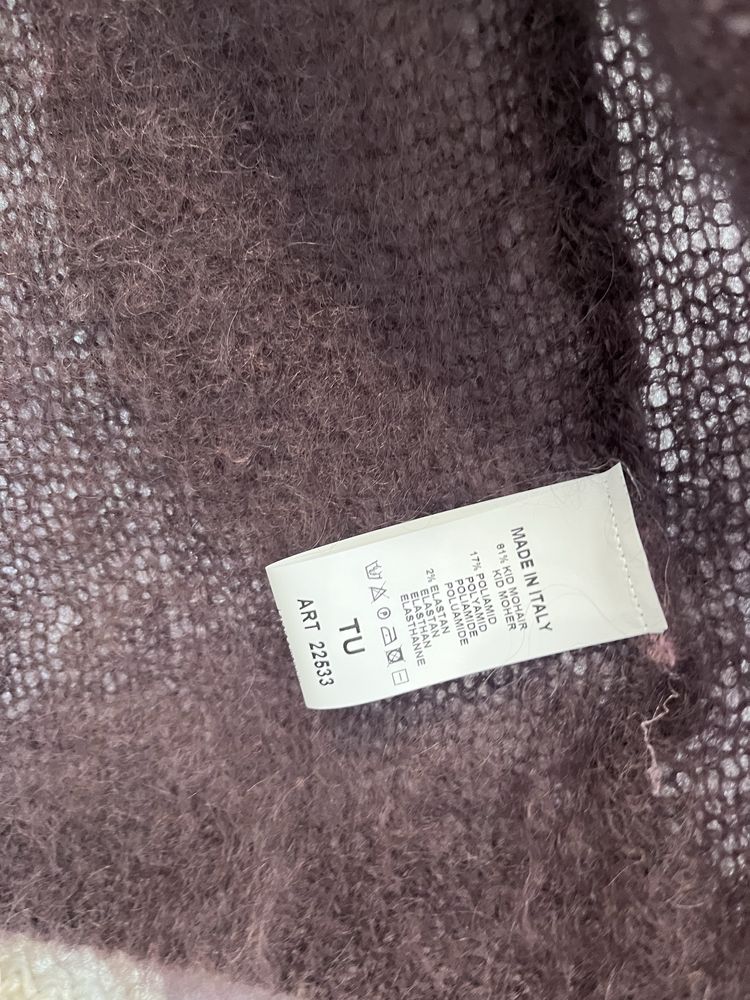 MADE IN ITALY
81% KID MOHAIR
KID MOHER
17% POLIAMID
POLYAMID
POLIAMIDE
POLUAMIDE
2% ELASTAN
ELASTAN
ELASTHAN
ELASTHANNE
TU
ART 22533